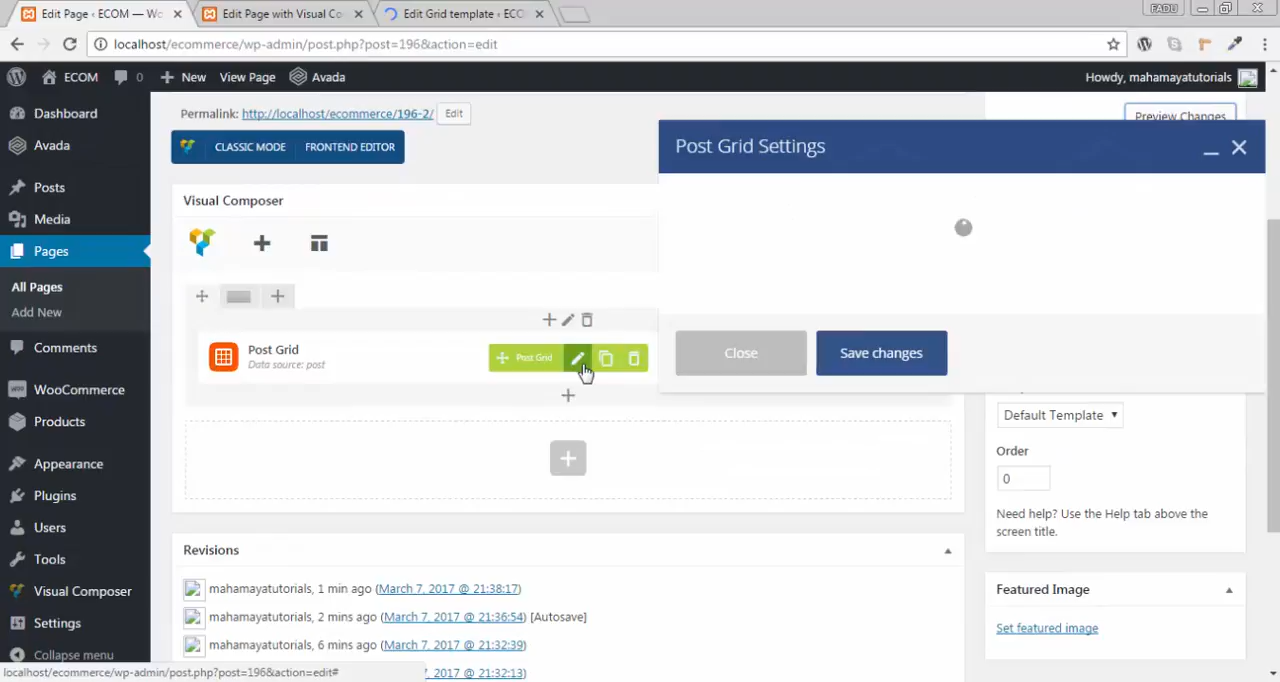 Edit Page ‹ ECOM — Wo
Edit Page with Visual Co
Edit Grid template ‹ ECO
FADU
localhost/ecommerce/wp-admin/post.php?post=196&action=edit
ECOM
0
New
View Page
Avada
Howdy, mahamayatutorials
Dashboard
Avada
Posts
Media
Pages
All Pages
Add New
Comments
WooCommerce
Products
Appearance
Plugins
Users
Tools
Visual Composer
Settings
Collapse menu
Permalink: http://localhost/ecommerce/196-2/
Edit
CLASSIC MODE
FRONTEND EDITOR
Visual Composer
Post Grid
Data source: post
Post Grid
Revisions
mahamayatutorials, 1 min ago (March 7, 2017 @ 21:38:17)
mahamayatutorials, 2 mins ago (March 7, 2017 @ 21:36:54) [Autosave]
mahamayatutorials, 6 mins ago (March 7, 2017 @ 21:32:39)
7, 2017 @ 21:32:13)
Preview Changes
Post Grid Settings
Close
Save changes
Default Template
Order
0
Need help? Use the Help tab above the
screen title.
Featured Image
Set featured image
localhost/ecommerce/wp-admin/post.php?post=196&action=edit#